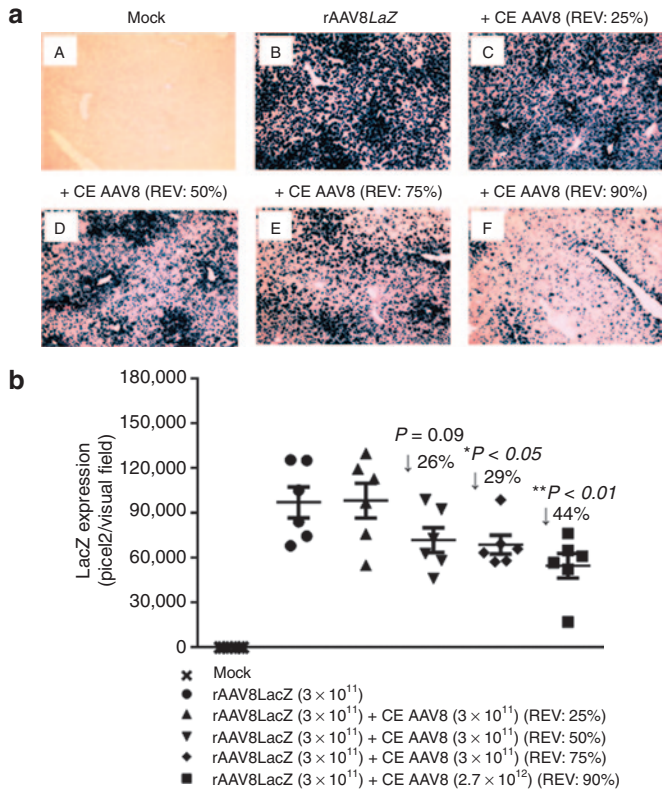 a
Mock rAAV8LaZ + CE AAV8 (REV: 25%)
A B C
+ CE AAV8 (REV: 50%) + CE AAV8 (REV: 75%) + CE AAV8 (REV: 90%)
D E F
b
180,000
150,000
120,000
90,000
60,000
30,000
0
LacZ expression
(picel2/visual field)
P = 0.09
↓ 26%
*P < 0.05
↓ 29%
**P < 0.01
↓ 44%
Mock
rAAV8LacZ (3 × 10¹¹)
rAAV8LacZ (3 × 10¹¹) + CE AAV8 (3 × 10¹¹) (REV: 25%)
rAAV8LacZ (3 × 10¹¹) + CE AAV8 (3 × 10¹¹) (REV: 50%)
rAAV8LacZ (3 × 10¹¹) + CE AAV8 (3 × 10¹¹) (REV: 75%)
rAAV8LacZ (3 × 10¹¹) + CE AAV8 (2.7 × 10¹²) (REV: 90%)